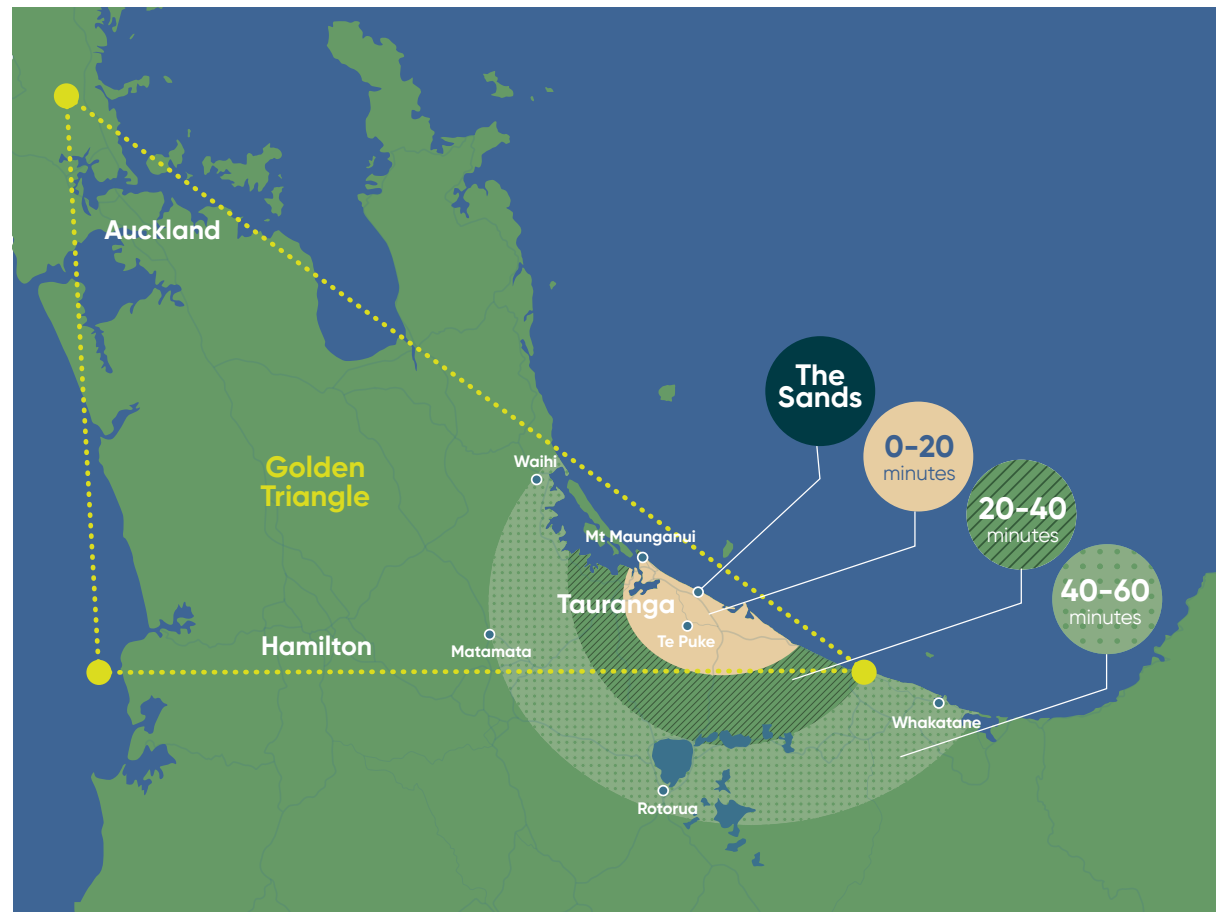 Auckland
The
Sands
0-20
minutes
Golden
Triangle
Waihi
20-40
minutes
Mt Maunganui
40-60
minutes
Tauranga
Te Puke
Hamilton
Matamata
Whakatane
Rotorua